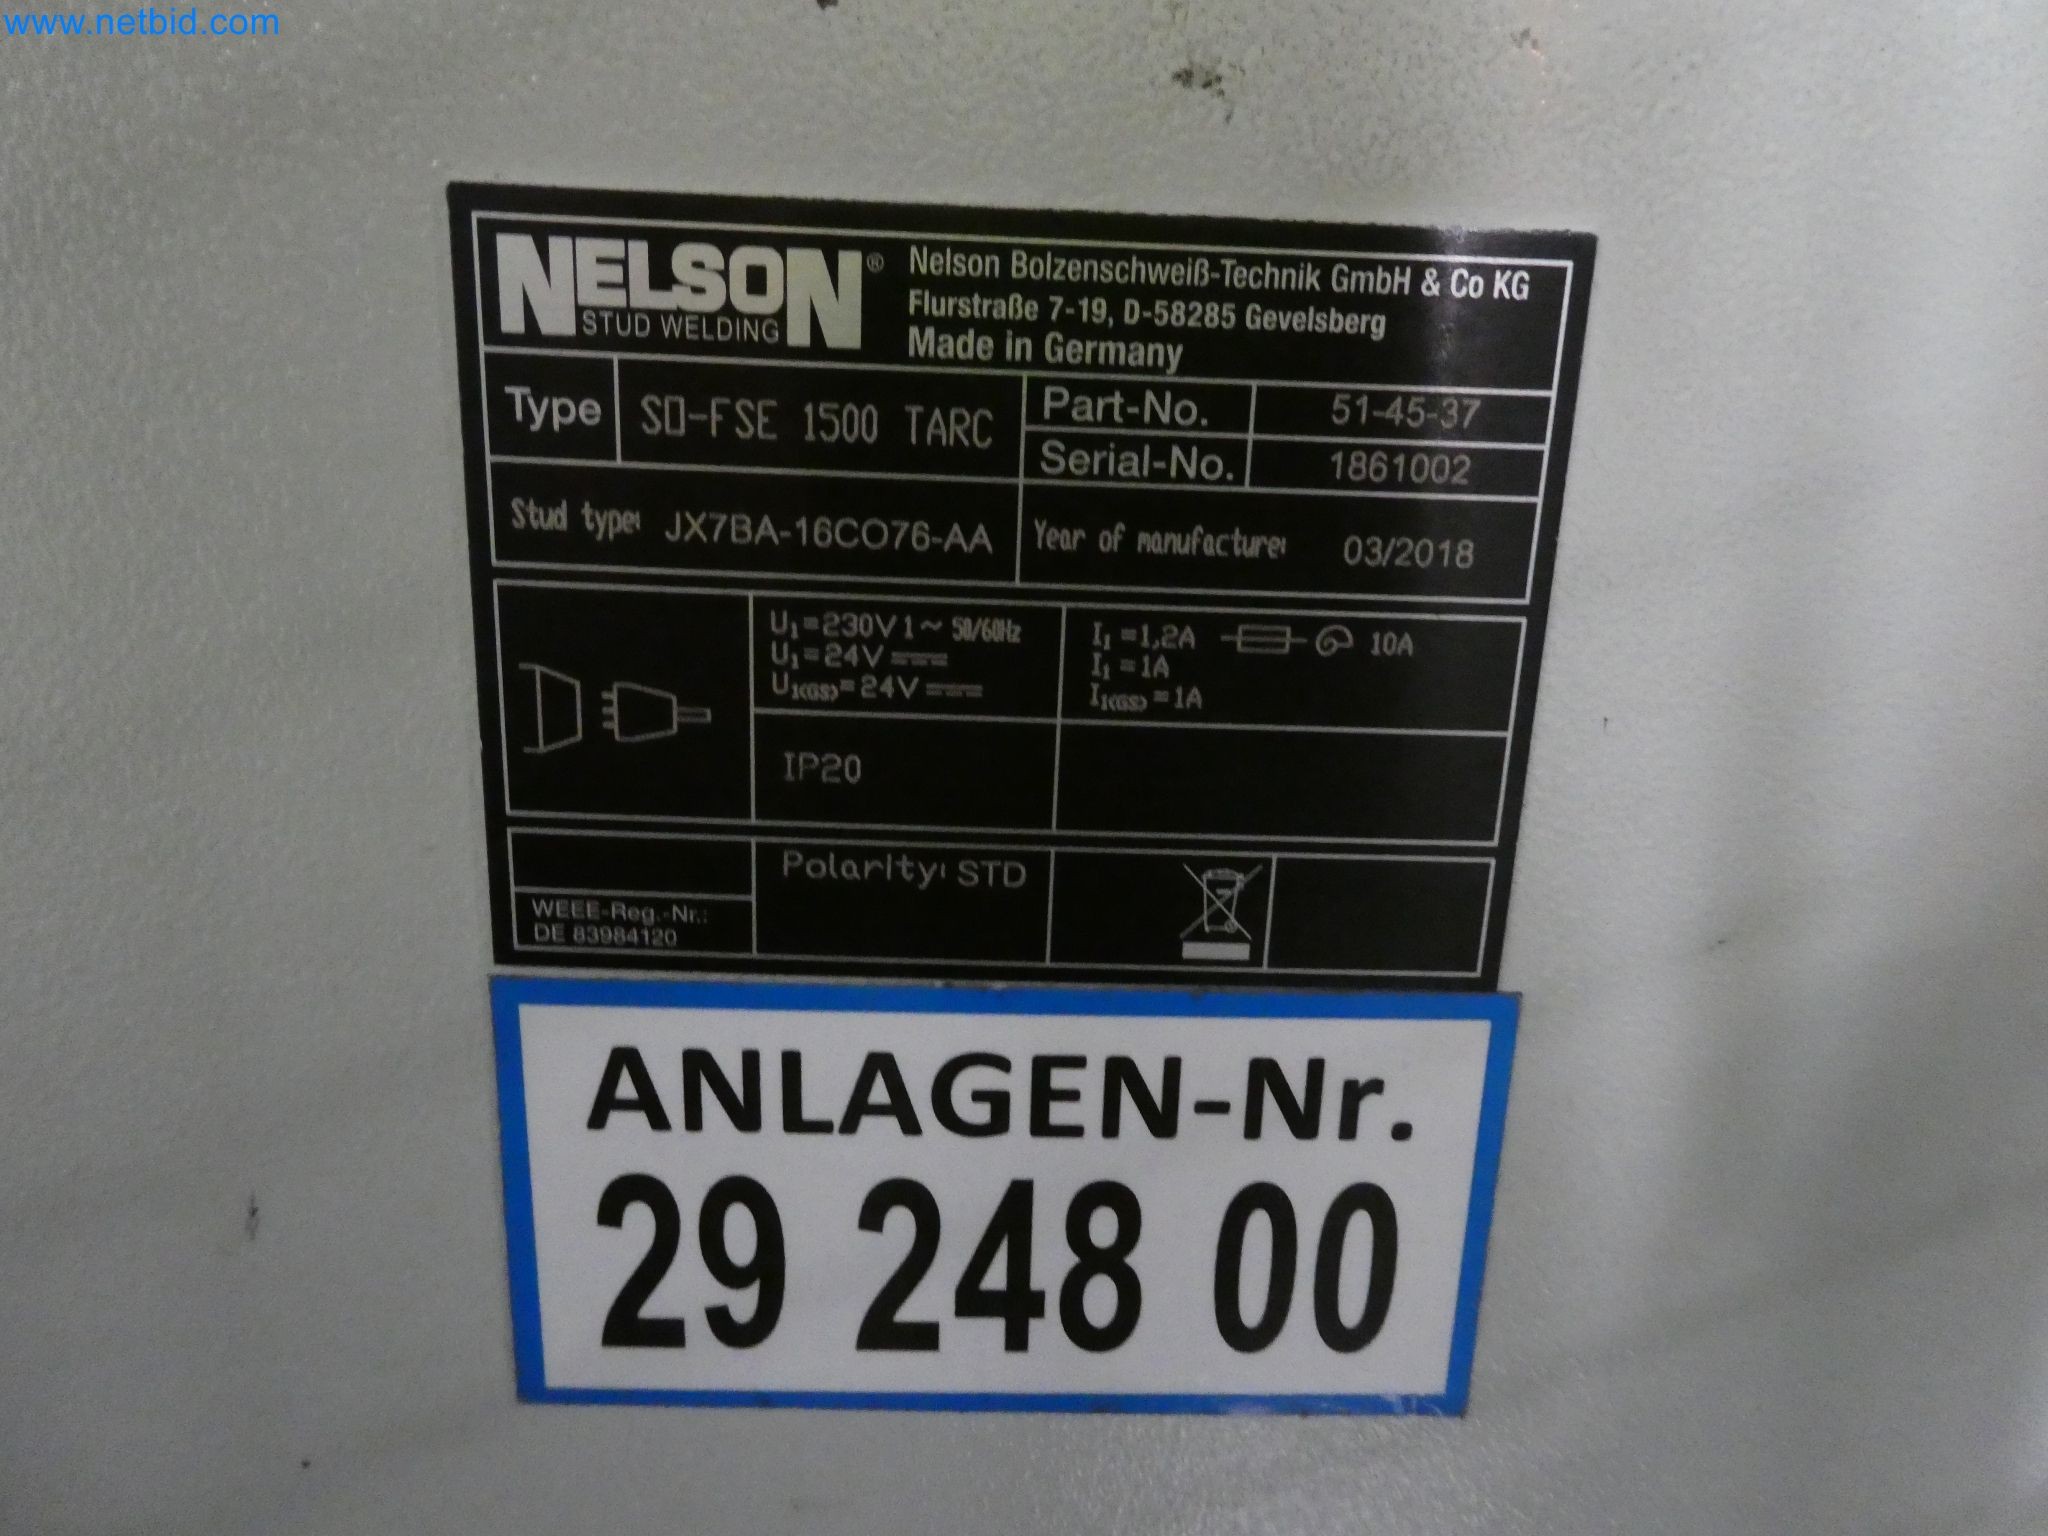 www.netbid.com
NELSON®
STUD WELDING
Nelson Bolzenschweiß-Technik GmbH & Co KG
Flurstraße 7-19, D-58285 Gevelsberg
Made in Germany
Type SO-FSE 1500 TARC
Part-No. 51-45-37
Serial-No. 1861002
Stud type: JX7BA-16CO76-AA
Year of manufacture: 03/2018
U1=230V 1~ 50/60Hz
U1=24V
U1(GS)=24V
I1=1,2A 10A
I1=1A
I1(GS)=1A
IP20
Polarity: STD
WEEE-Reg.-Nr.:
DE 83984120
ANLAGEN-Nr.
29 248 00